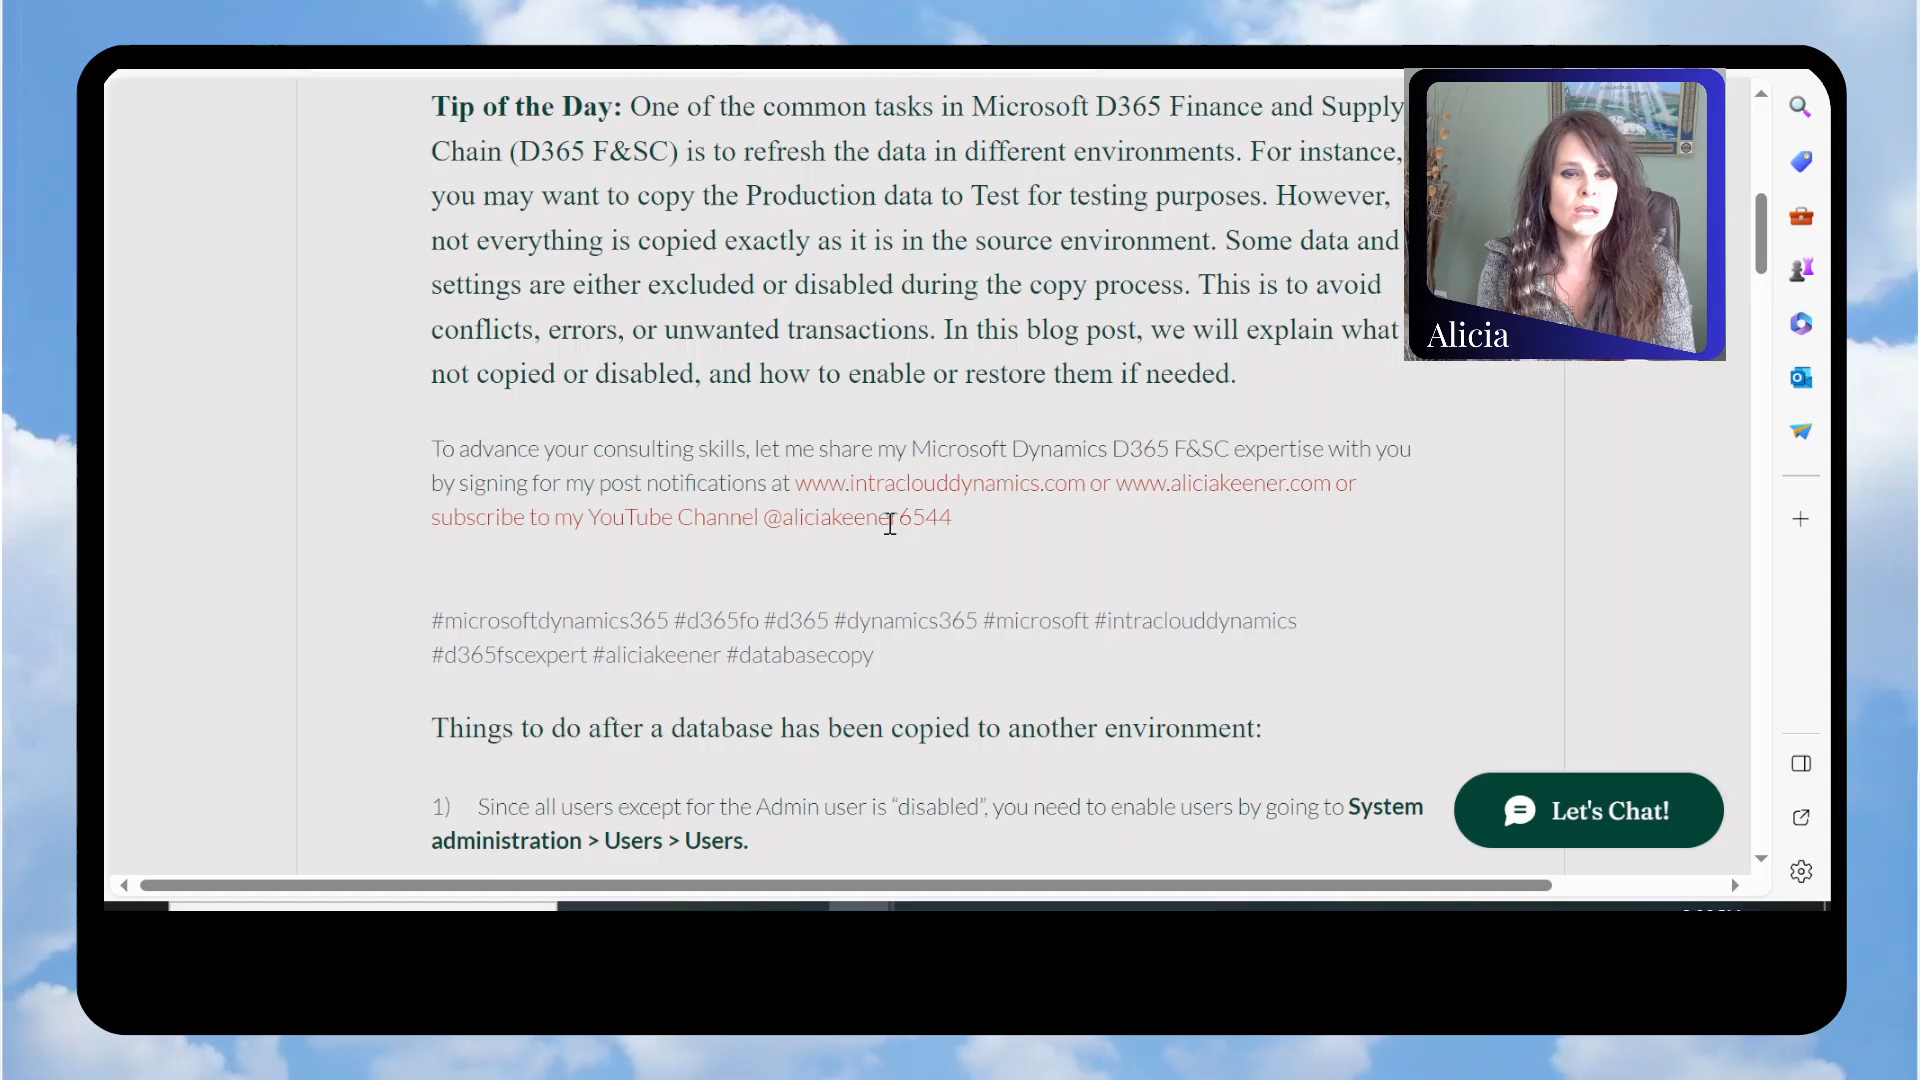 Tip of the Day: One of the common tasks in Microsoft D365 Finance and Supply
Chain (D365 F&SC) is to refresh the data in different environments. For instance,
you may want to copy the Production data to Test for testing purposes. However,
not everything is copied exactly as it is in the source environment. Some data and
settings are either excluded or disabled during the copy process. This is to avoid
conflicts, errors, or unwanted transactions. In this blog post, we will explain what
not copied or disabled, and how to enable or restore them if needed.
Alicia
To advance your consulting skills, let me share my Microsoft Dynamics D365 F&SC expertise with you
by signing for my post notifications at www.intraclouddynamics.com or www.aliciakeener.com or
subscribe to my YouTube Channel @aliciakeener6544
#microsoftdynamics365 #d365fo #d365 #dynamics365 #microsoft #intraclouddynamics
#d365fscexpert #aliciakeener #databasecopy
Things to do after a database has been copied to another environment:
1) Since all users except for the Admin user is “disabled”, you need to enable users by going to System
administration > Users > Users.
Let's Chat!